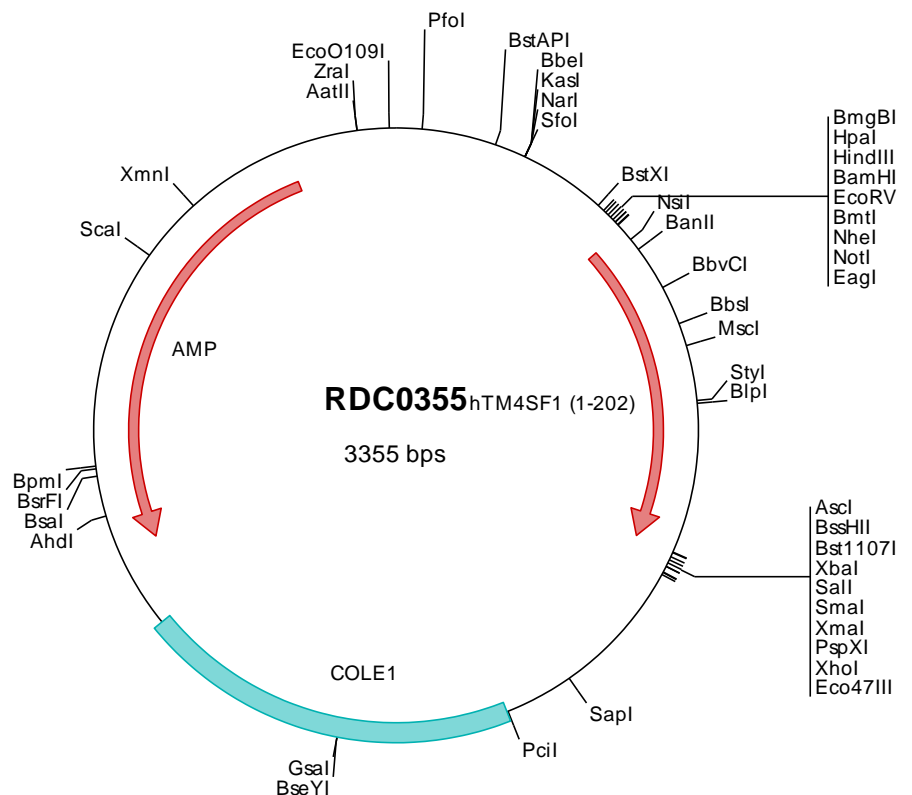 PfoI
EcoO109I
ZraI
AatII
BstAPI
BbeI
KasI
NarI
SfoI
XmnI
ScaI
BstXI
NsiI
BanII
BmgBI
HpaI
HindIII
BamHI
EcoRV
BmtI
NheI
NotI
EagI
BbvCI
BbsI
MscI
StyI
BlpI
AMP
RDC0355 hTM4SF1 (1-202)
3355 bps
BpmI
BsrFI
BsaI
AhdI
AscI
BssHII
Bst1107I
XbaI
SalI
SmaI
XmaI
PspXI
XhoI
Eco47III
COLE1
SapI
PciI
GsaI
BseYI